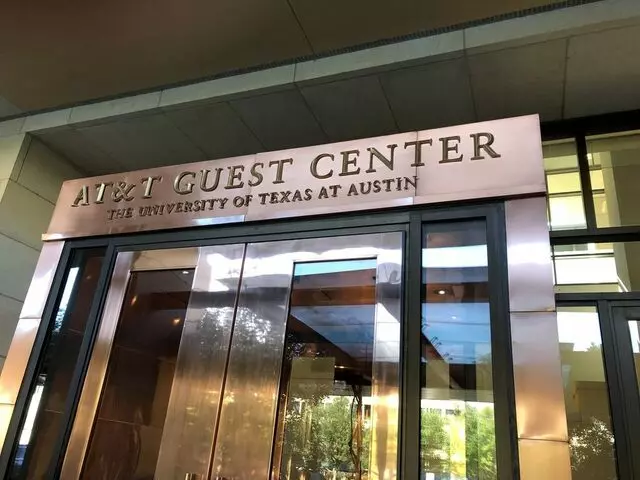 AT&T GUEST CENTER
THE UNIVERSITY OF TEXAS AT AUSTIN